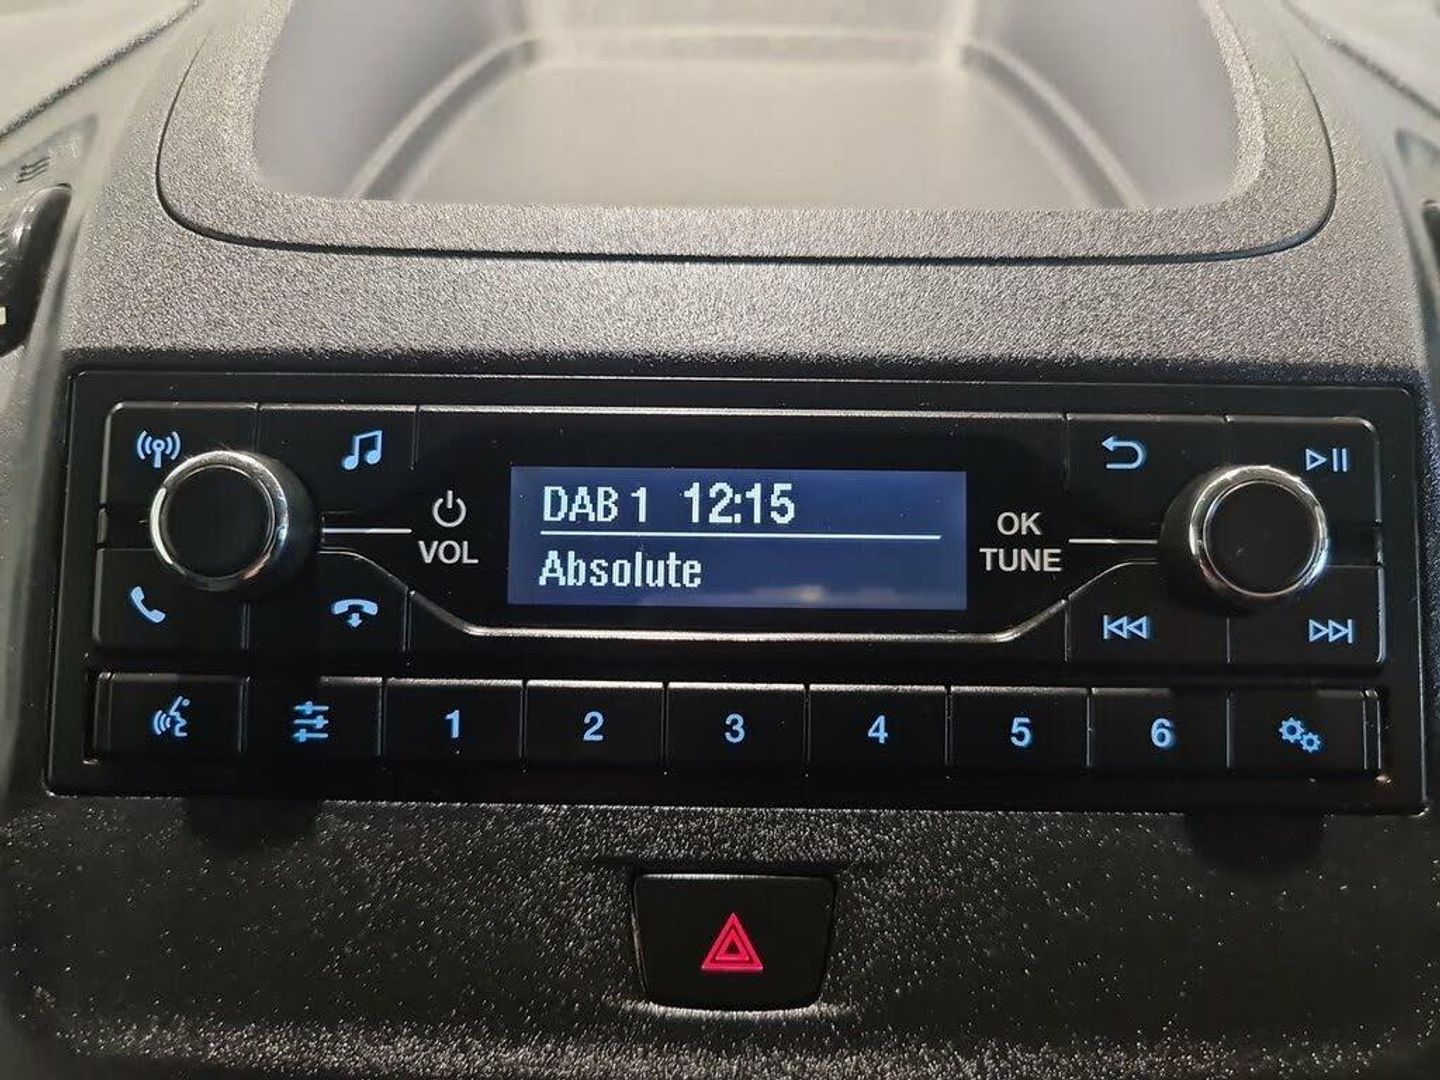 DAB 1 12:15
Absolute
VOL
OK
TUNE
1 2 3 4 5 6